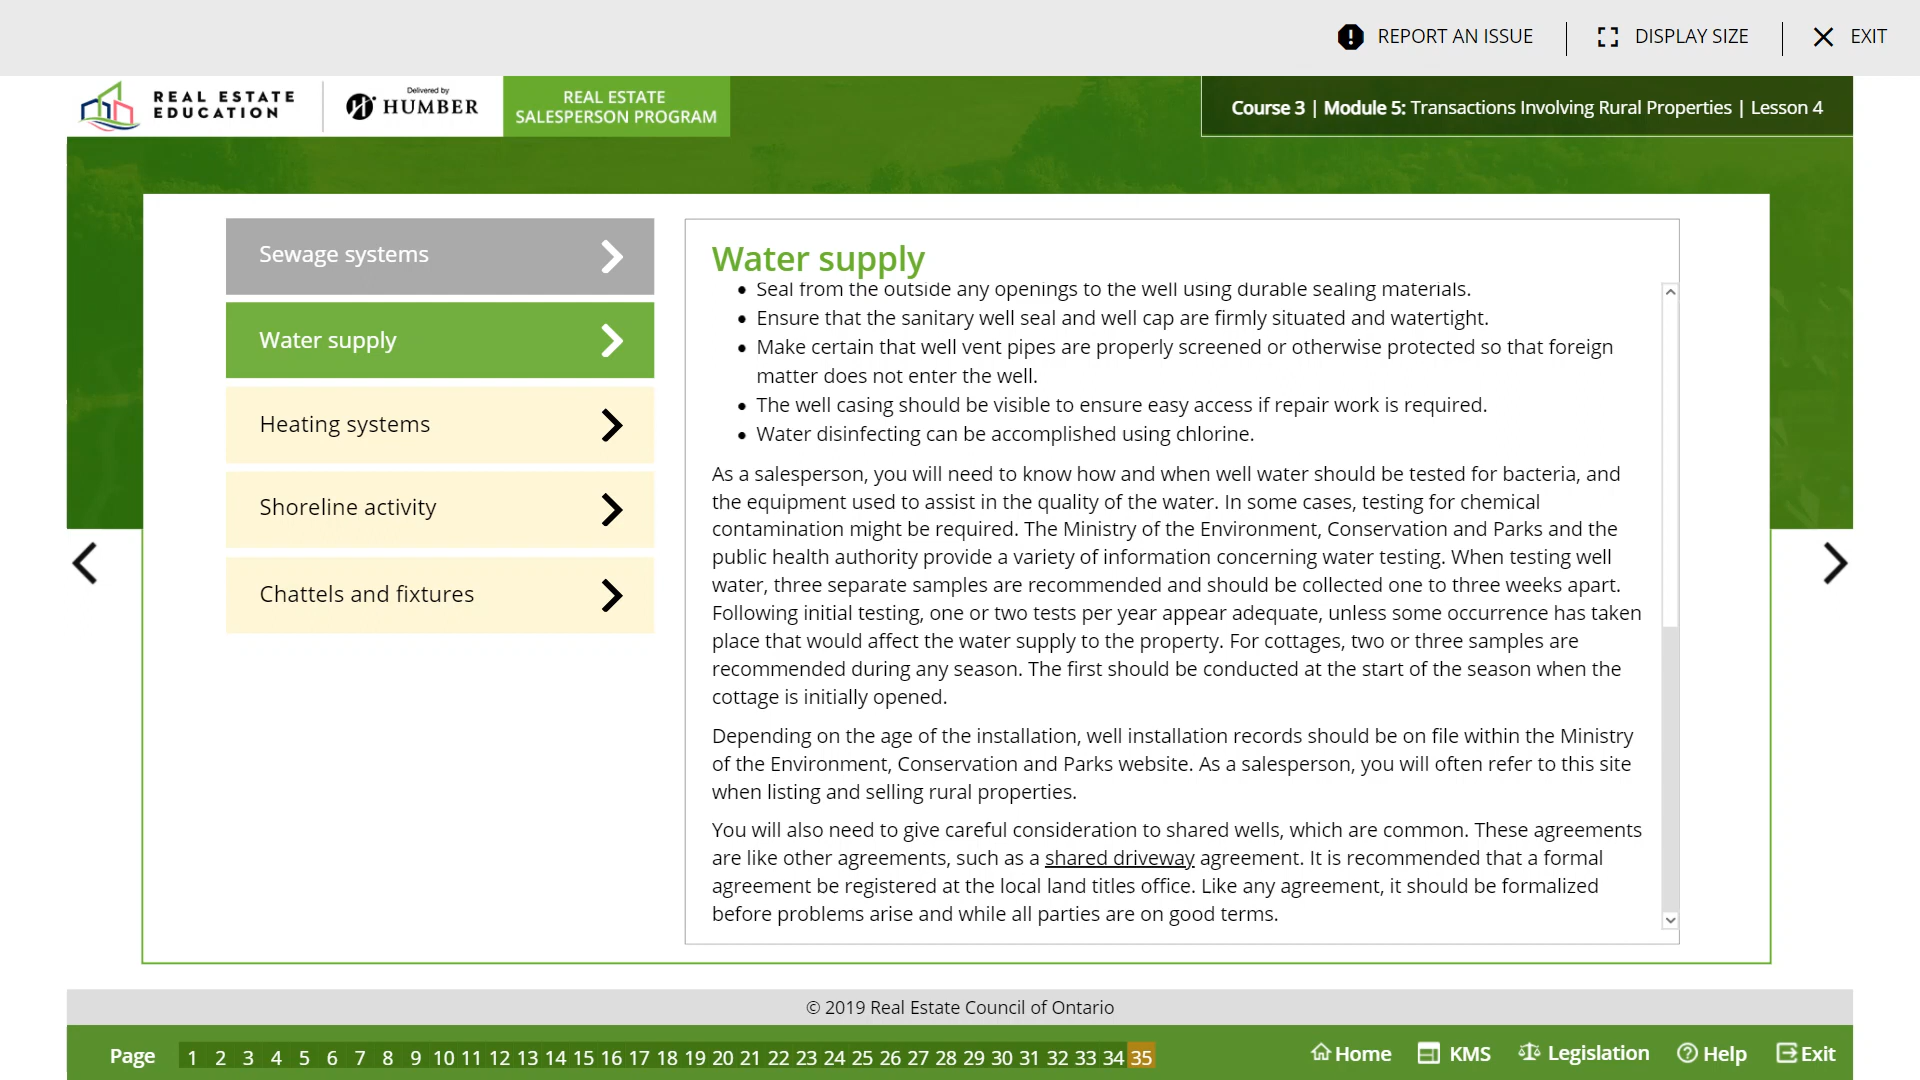 REPORT AN ISSUE
DISPLAY SIZE
EXIT
REAL ESTATE
EDUCATION
Delivered by
HUMBER
REAL ESTATE
SALESPERSON PROGRAM
Course 3 | Module 5: Transactions Involving Rural Properties | Lesson 4
Sewage systems
Water supply
Heating systems
Shoreline activity
Chattels and fixtures
Water supply
• Seal from the outside any openings to the well using durable sealing materials.
• Ensure that the sanitary well seal and well cap are firmly situated and watertight.
• Make certain that well vent pipes are properly screened or otherwise protected so that foreign
matter does not enter the well.
• The well casing should be visible to ensure easy access if repair work is required.
• Water disinfecting can be accomplished using chlorine.
As a salesperson, you will need to know how and when well water should be tested for bacteria, and
the equipment used to assist in the quality of the water. In some cases, testing for chemical
contamination might be required. The Ministry of the Environment, Conservation and Parks and the
public health authority provide a variety of information concerning water testing. When testing well
water, three separate samples are recommended and should be collected one to three weeks apart.
Following initial testing, one or two tests per year appear adequate, unless some occurrence has taken
place that would affect the water supply to the property. For cottages, two or three samples are
recommended during any season. The first should be conducted at the start of the season when the
cottage is initially opened.
Depending on the age of the installation, well installation records should be on file within the Ministry
of the Environment, Conservation and Parks website. As a salesperson, you will often refer to this site
when listing and selling rural properties.
You will also need to give careful consideration to shared wells, which are common. These agreements
are like other agreements, such as a shared driveway agreement. It is recommended that a formal
agreement be registered at the local land titles office. Like any agreement, it should be formalized
before problems arise and while all parties are on good terms.
© 2019 Real Estate Council of Ontario
Page 1 2 3 4 5 6 7 8 9 10 11 12 13 14 15 16 17 18 19 20 21 22 23 24 25 26 27 28 29 30 31 32 33 34 35
Home
KMS
Legislation
Help
Exit